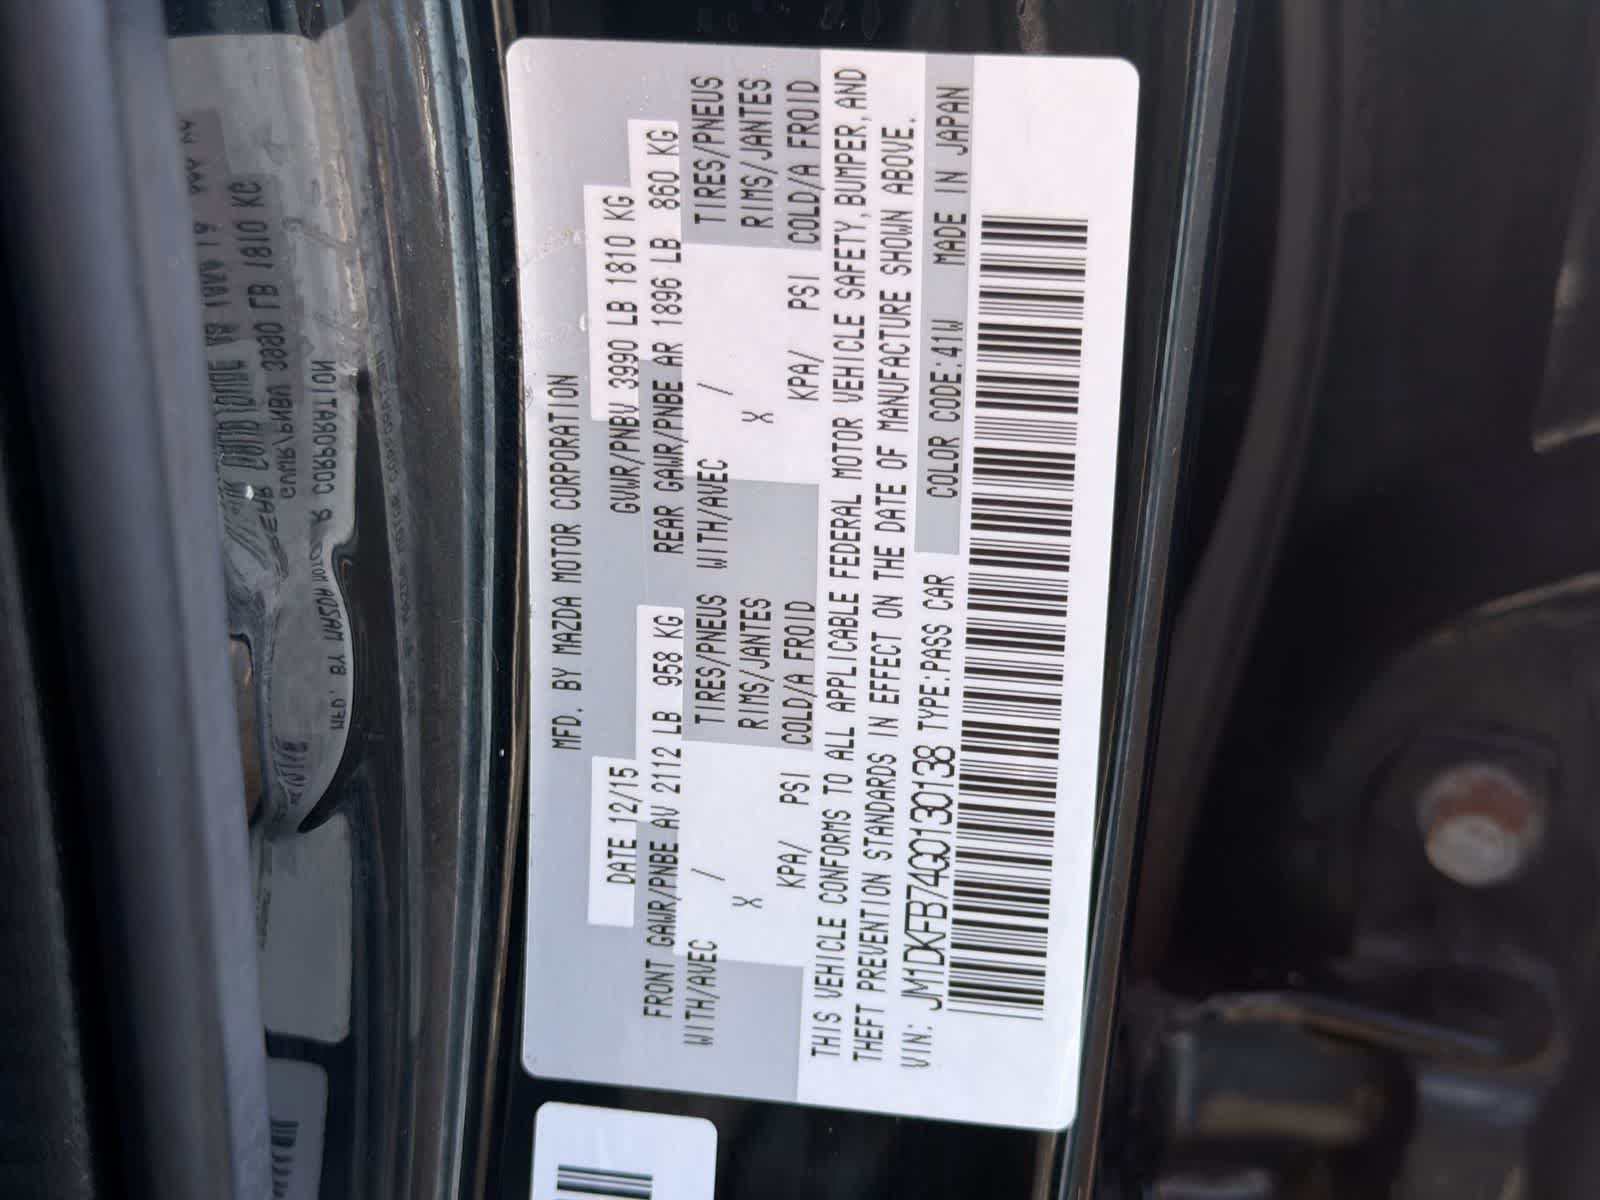 MFD. BY MAZDA MOTOR CORPORATION
DATE 12/15 GVWR/PNBV 3990 LB 1810 KG
FRONT GAWR/PNBE AV 2112 LB 958 KG REAR GAWR/PNBE AR 1896 LB 860 KG
WITH/AVEC / TIRES/PNEUS WITH/AVEC / TIRES/PNEUS
X RIMS/JANTES X RIMS/JANTES
KPA/ PSI COLD/A FROID KPA/ PSI COLD/A FROID
THIS VEHICLE CONFORMS TO ALL APPLICABLE FEDERAL MOTOR VEHICLE SAFETY, BUMPER, AND
THEFT PREVENTION STANDARDS IN EFFECT ON THE DATE OF MANUFACTURE SHOWN ABOVE.
VIN: JM1DKFB74G0130138 TYPE:PASS CAR COLOR CODE:41W MADE IN JAPAN